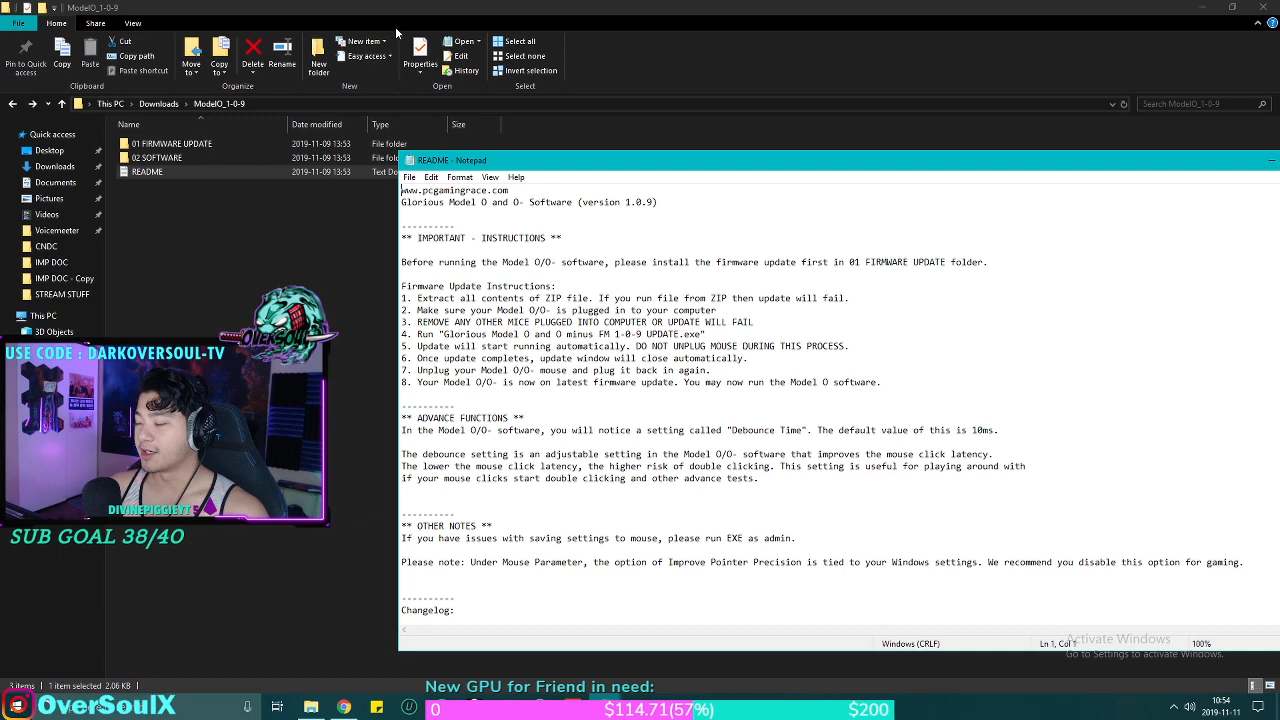 ModelO_1-0-9
File
Home
Share
View
Pin to Quick access
Copy
Paste
Cut
Copy path
Paste shortcut
Move to
Copy to
Delete
Rename
New folder
New item
Easy access
Properties
Open
Edit
History
Select all
Select none
Invert selection
Clipboard
Organize
New
Open
Select
This PC > Downloads > ModelO_1-0-9
Search ModelO_1-0-9
Name
Date modified
Type
Size
Quick access
Desktop
Downloads
Documents
Pictures
Videos
Voicemeeter
CNDC
IMP DOC
IMP DOC - Copy
STREAM STUFF
This PC
3D Objects
01 FIRMWARE UPDATE 2019-11-09 13:53 File folder
02 SOFTWARE 2019-11-09 13:53 File fol
README 2019-11-09 13:53 Text Do
README - Notepad
File Edit Format View Help
www.pcgamingrace.com
Glorious Model O and O- Software (version 1.0.9)
----------
** IMPORTANT - INSTRUCTIONS **
Before running the Model O/O- software, please install the firmware update first in 01 FIRMWARE UPDATE folder.
Firmware Update Instructions:
1. Extract all contents of ZIP file. If you run file from ZIP then update will fail.
2. Make sure your Model O/O- is plugged in to your computer
3. REMOVE ANY OTHER MICE PLUGGED INTO COMPUTER OR UPDATE WILL FAIL
4. Run "Glorious Model O and O minus FM 1-0-9 UPDATE.exe"
5. Update will start running automatically. DO NOT UNPLUG MOUSE DURING THIS PROCESS.
6. Once update completes, update window will close automatically.
7. Unplug your Model O/O- mouse and plug it back in again.
8. Your Model O/O- is now on latest firmware update. You may now run the Model O software.
----------
** ADVANCE FUNCTIONS **
In the Model O/O- software, you will notice a setting called "Debounce Time". The default value of this is 10ms.
The debounce setting is an adjustable setting in the Model O/O- software that improves the mouse click latency.
The lower the mouse click latency, the higher risk of double clicking. This setting is useful for playing around with
if your mouse clicks start double clicking and other advance tests.
----------
** OTHER NOTES **
If you have issues with saving settings to mouse, please run EXE as admin.
Please note: Under Mouse Parameter, the option of Improve Pointer Precision is tied to your Windows settings. We recommend you disable this option for gaming.
----------
Changelog:
Windows (CRLF)
Ln 1, Col 1
100%
Activate Windows
Go to Settings to activate Windows.
OVERSOUL
USE CODE : DARKOVERSOUL-TV
DIVINEPIGGIEYT
SUB GOAL 38/40
3 items
1 item selected 2.06 KB
OverSoulX
New GPU for Friend in need:
0
$114.71(57%)
$200
10:54
2019-11-11